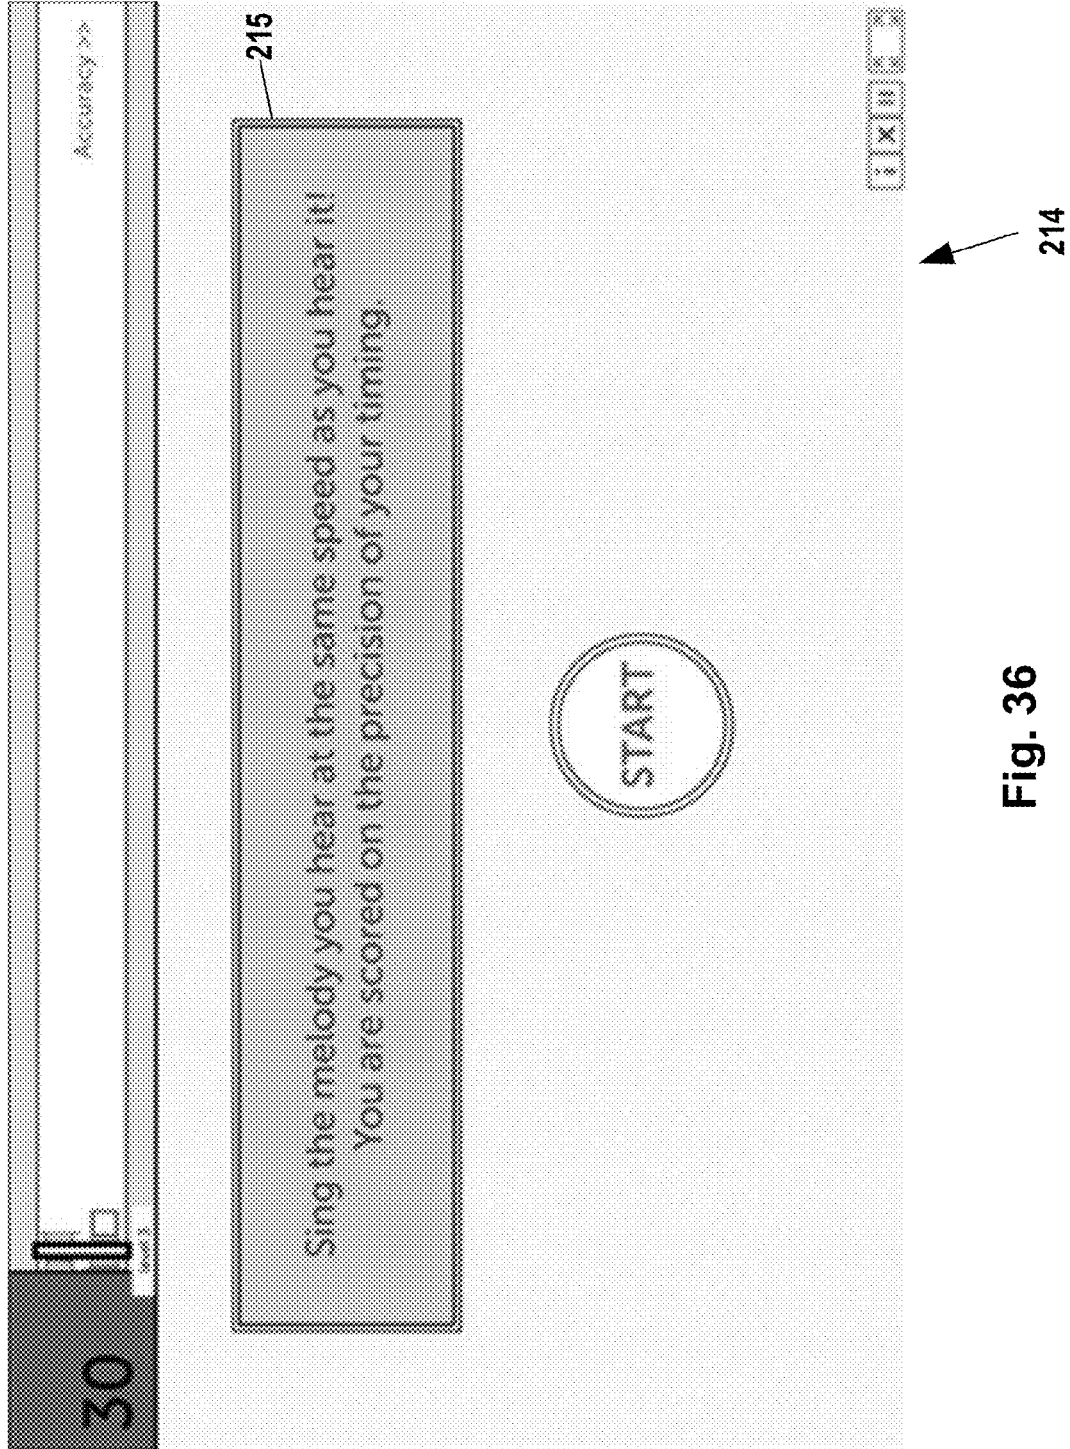 30
Accuracy >>
215
Sing the melody you hear at the same speed as you hear it!
You are scored on the precision of your timing.
START
i X II
214
Fig. 36